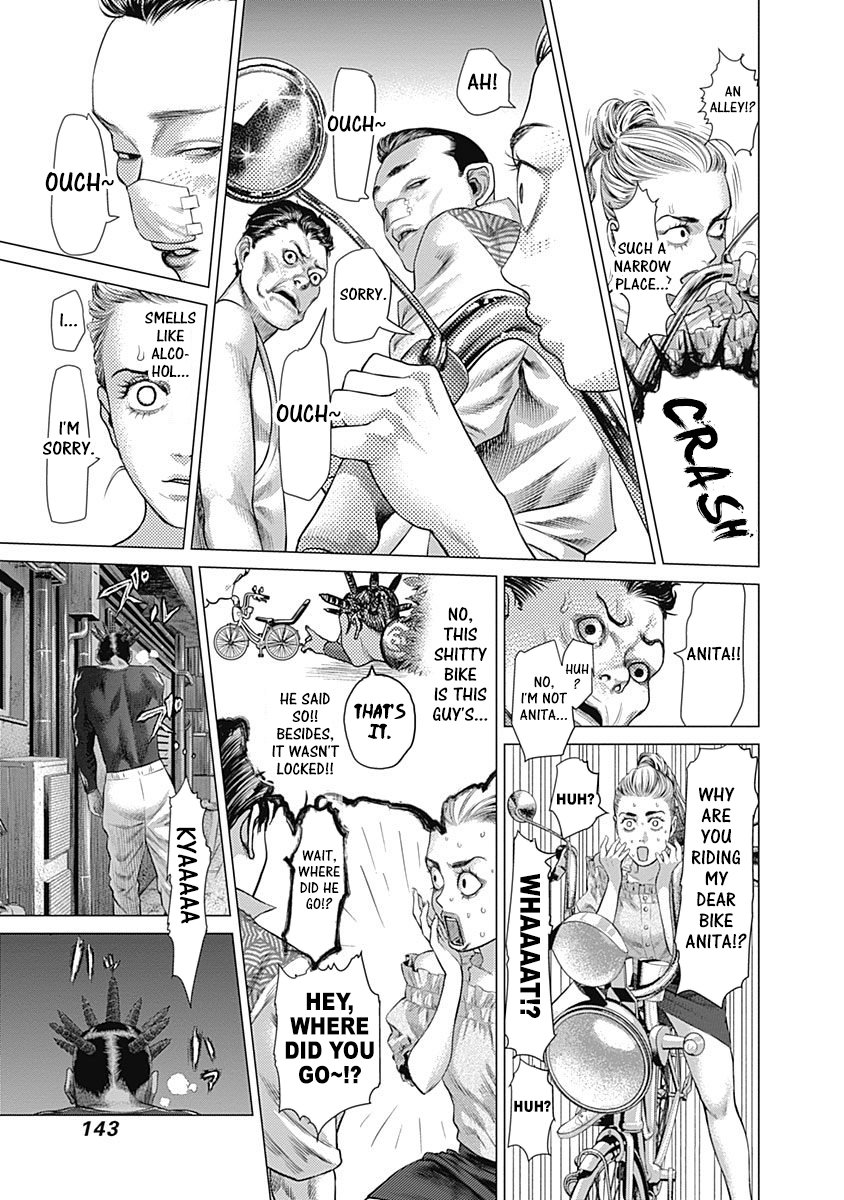 AN
ALLEY!?
SUCH A
NARROW
PLACE...
CRASH
AH!
OUCH~
SORRY.
OUCH~
OUCH~
SMELLS
LIKE
ALCO-
HOL...
I...
I'M
SORRY.
ANITA!!
HUH
?
NO,
I'M NOT
ANITA...
WHY
ARE
YOU
RIDING
MY
DEAR
BIKE
ANITA!?
HUH?
WHAAAAT!?
HUH?
NO,
THIS
SHITTY
BIKE
IS THIS
GUY'S...
THAT'S
IT.
HE SAID
SO!!
BESIDES,
IT WASN'T
LOCKED!!
WAIT,
WHERE
DID HE
GO!?
HEY,
WHERE
DID YOU
GO~!?
KYAAAAA
143